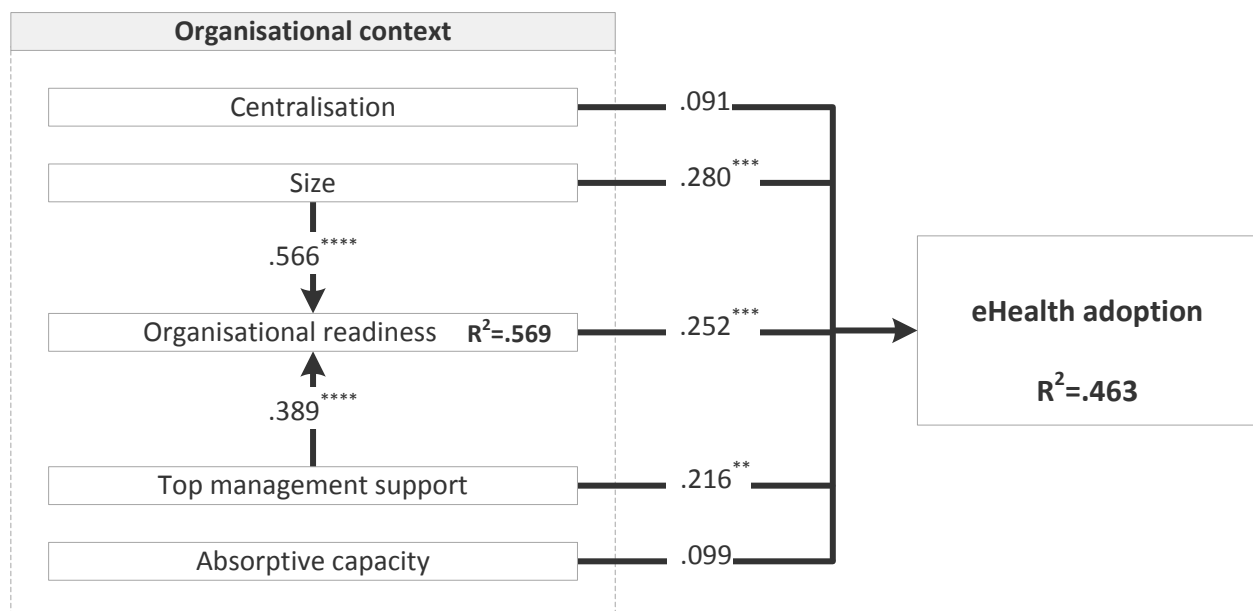 Organisational context
Centralisation
.091
Size
.280***
.566****
Organisational readiness R²=.569
.252***
eHealth adoption
R²=.463
.389****
Top management support
.216**
Absorptive capacity
.099